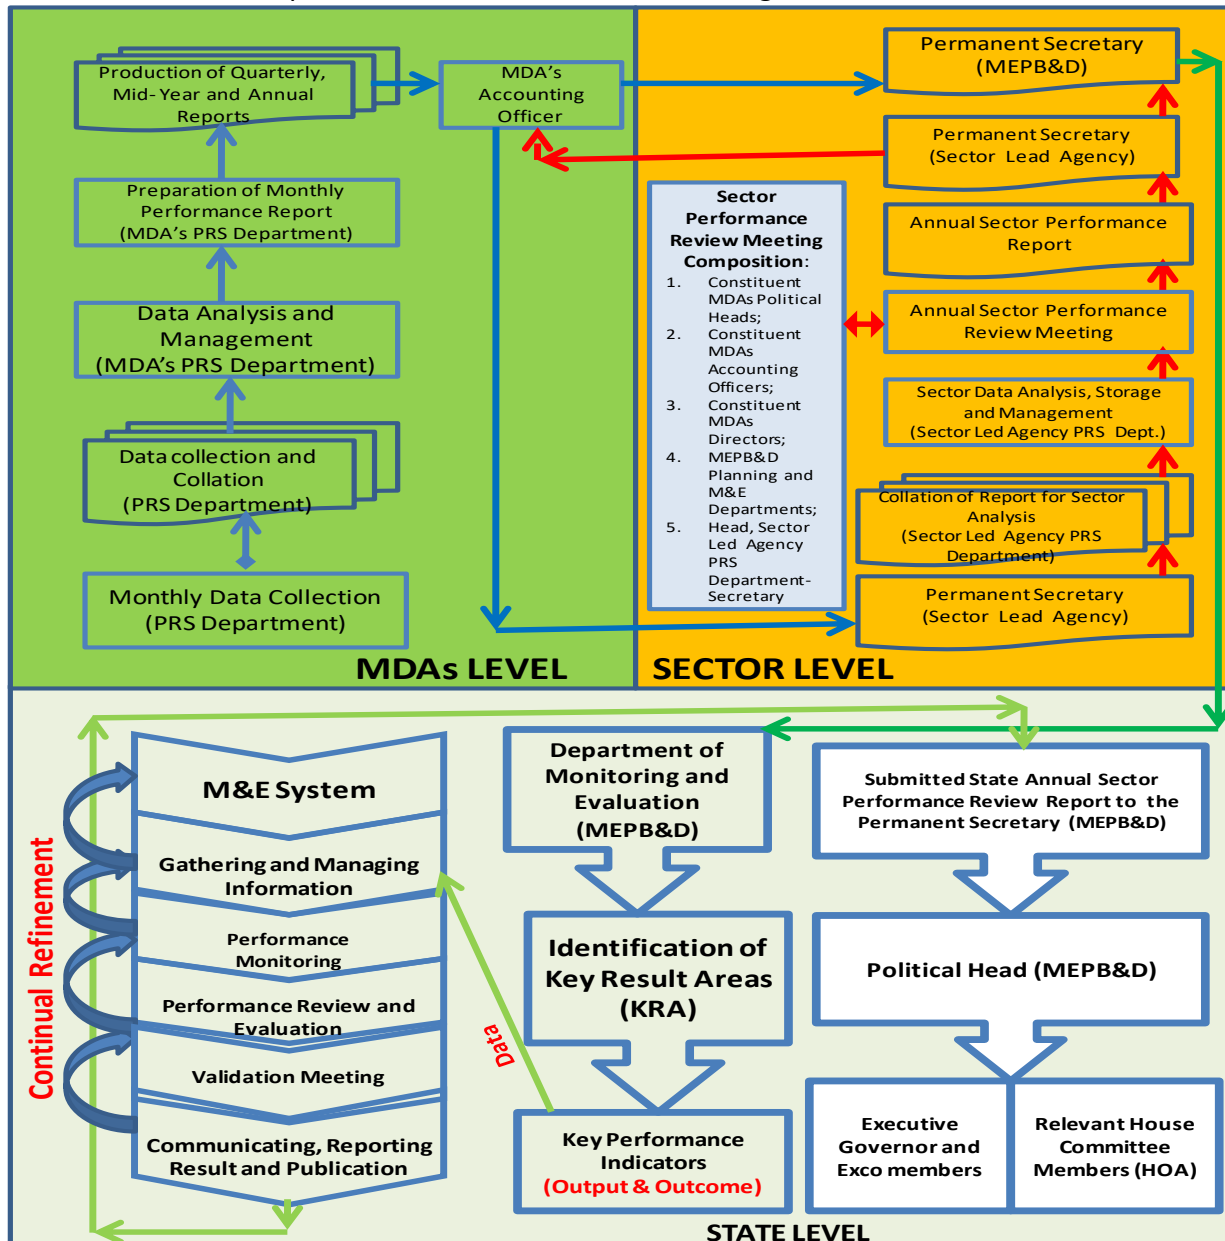 Production of Quarterly,
Mid-Year and Annual
Reports
MDA's
Accounting
Officer
Preparation of Monthly
Performance Report
(MDA's PRS Department)
Data Analysis and
Management
(MDA's PRS Department)
Data collection and
Collation
(PRS Department)
Monthly Data Collection
(PRS Department)
MDAs LEVEL
Permanent Secretary
(MEPB&D)
Permanent Secretary
(Sector Lead Agency)
Annual Sector Performance
Report
Annual Sector Performance
Review Meeting
Sector Data Analysis, Storage
and Management
(Sector Led Agency PRS Dept.)
Collation of Report for Sector
Analysis
(Sector Led Agency PRS
Department)
Permanent Secretary
(Sector Lead Agency)
Sector
Performance
Review Meeting
Composition:
1. Constituent
MDAs Political
Heads;
2. Constituent
MDAs
Accounting
Officers;
3. Constituent
MDAs
Directors;
4. MEPB&D
Planning and
M&E
Departments;
5. Head, Sector
Led Agency
PRS
Department-
Secretary
SECTOR LEVEL
Continual Refinement
M&E System
Gathering and Managing
Information
Performance
Monitoring
Performance Review and
Evaluation
Validation Meeting
Communicating, Reporting
Result and Publication
Data
Department of
Monitoring and
Evaluation
(MEPB&D)
Identification of
Key Result Areas
(KRA)
Key Performance
Indicators
(Output & Outcome)
Submitted State Annual Sector
Performance Review Report to the
Permanent Secretary (MEPB&D)
Political Head (MEPB&D)
Executive
Governor and
Exco members
Relevant House
Committee
Members (HOA)
STATE LEVEL